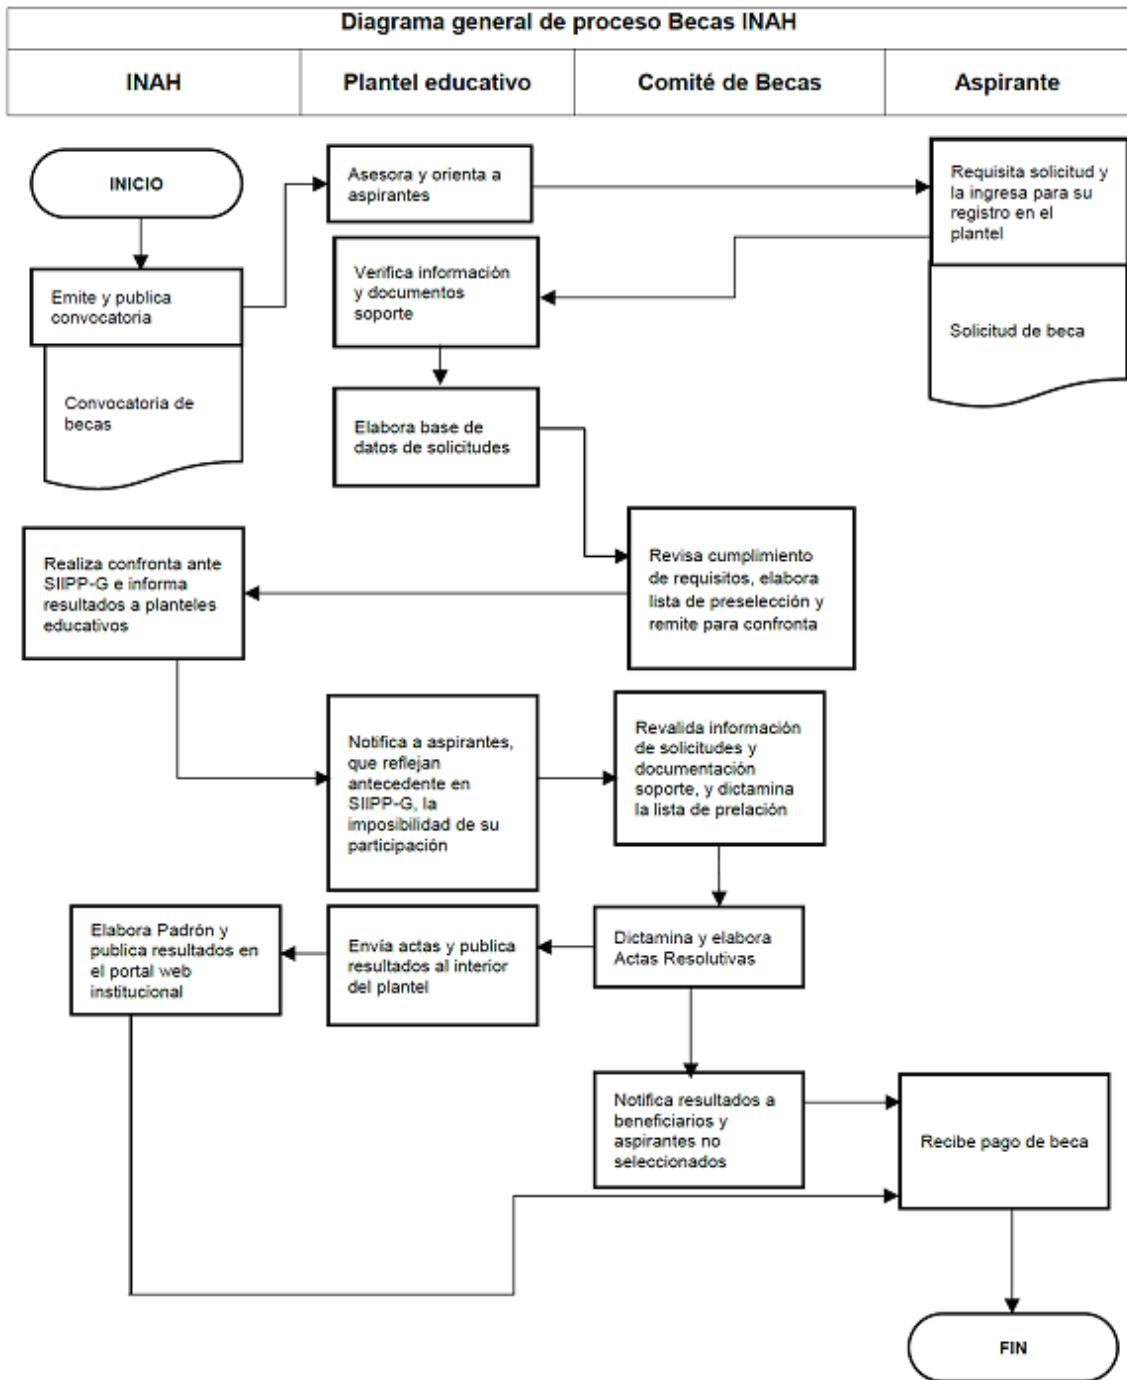 Diagrama general de proceso Becas INAH
INAH
Plantel educativo
Comité de Becas
Aspirante
INICIO
Asesora y orienta a
aspirantes
Requisita solicitud y
la ingresa para su
registro en el
plantel
Emite y publica
convocatoria
Verifica información
y documentos
soporte
Solicitud de beca
Convocatoria de
becas
Elabora base de
datos de solicitudes
Realiza confronta ante
SIIPP-G e informa
resultados a planteles
educativos
Revisa cumplimiento
de requisitos, elabora
lista de preselección y
remite para confronta
Notifica a aspirantes,
que reflejan
antecedente en
SIIPP-G, la
imposibilidad de su
participación
Revalida información
de solicitudes y
documentación
soporte, y dictamina
la lista de prelación
Elabora Padrón y
publica resultados en
el portal web
institucional
Envía actas y publica
resultados al interior
del plantel
Dictamina y elabora
Actas Resolutivas
Notifica resultados a
beneficiarios y
aspirantes no
seleccionados
Recibe pago de beca
FIN